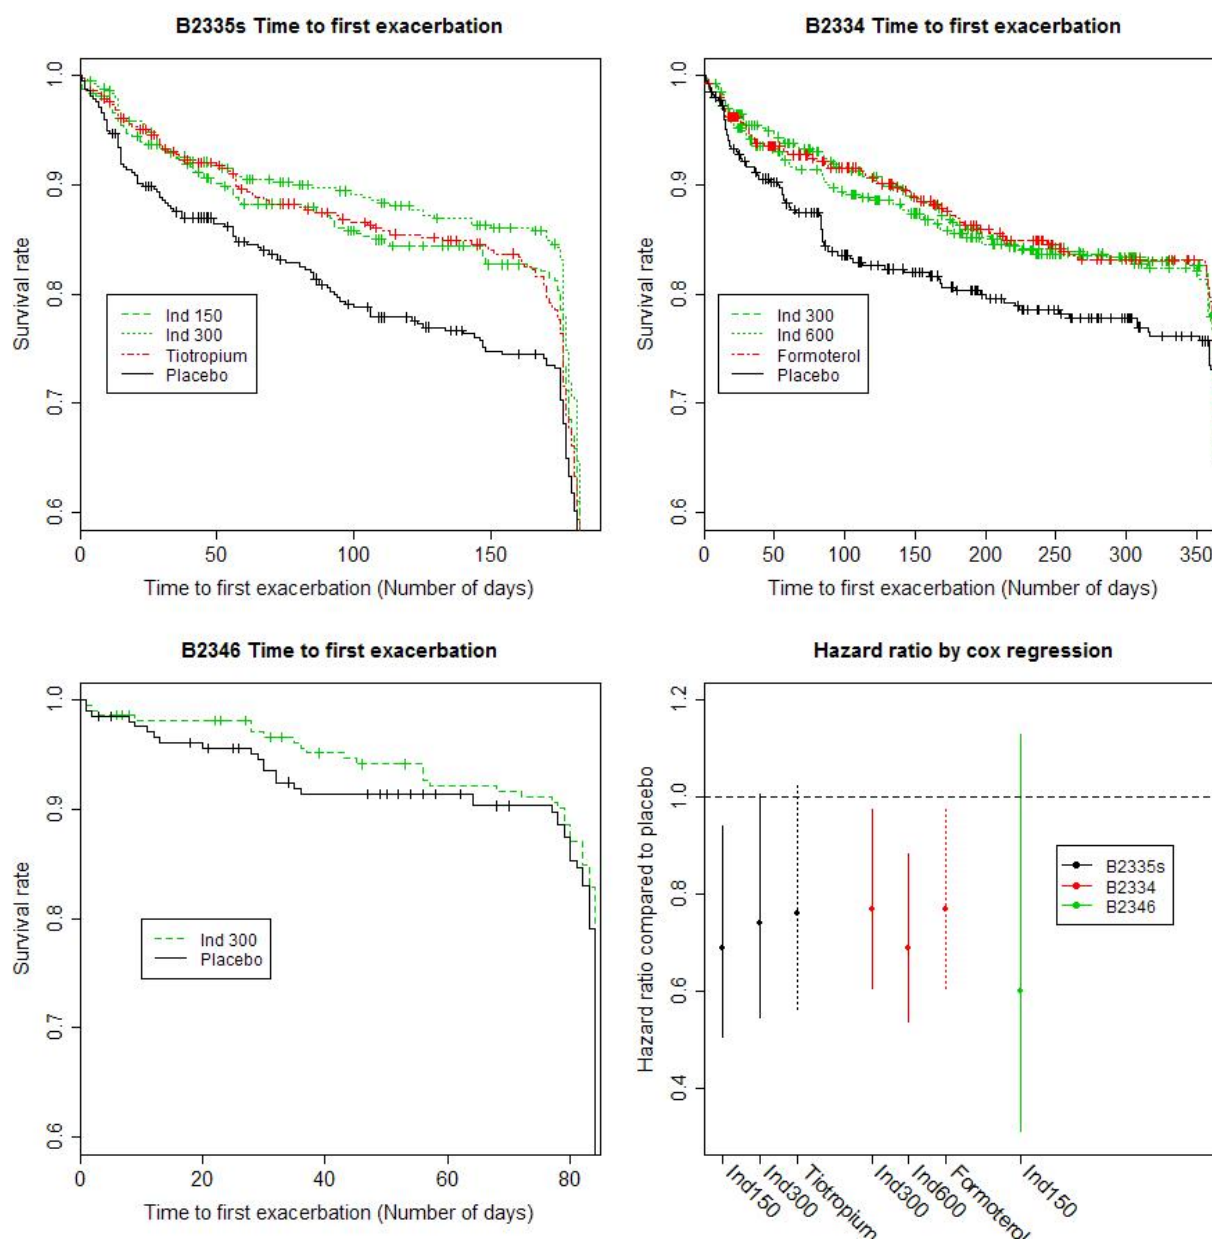 B2335s Time to first exacerbation
1.0
0.9
0.8
0.7
0.6
Survival rate
Ind 150
Ind 300
Tiotropium
Placebo
0 50 100 150
Time to first exacerbation (Number of days)
B2334 Time to first exacerbation
1.0
0.9
0.8
0.7
0.6
Survival rate
Ind 300
Ind 600
Formoterol
Placebo
0 50 100 150 200 250 300 350
Time to first exacerbation (Number of days)
B2346 Time to first exacerbation
1.0
0.9
0.8
0.7
0.6
Survival rate
Ind 300
Placebo
0 20 40 60 80
Time to first exacerbation (Number of days)
Hazard ratio by cox regression
1.2
1.0
0.8
0.6
0.4
Hazard ratio compared to placebo
B2335s
B2334
B2346
Ind150
Ind300
Tiotropium
Ind300
Ind600
Formoterol
Ind150